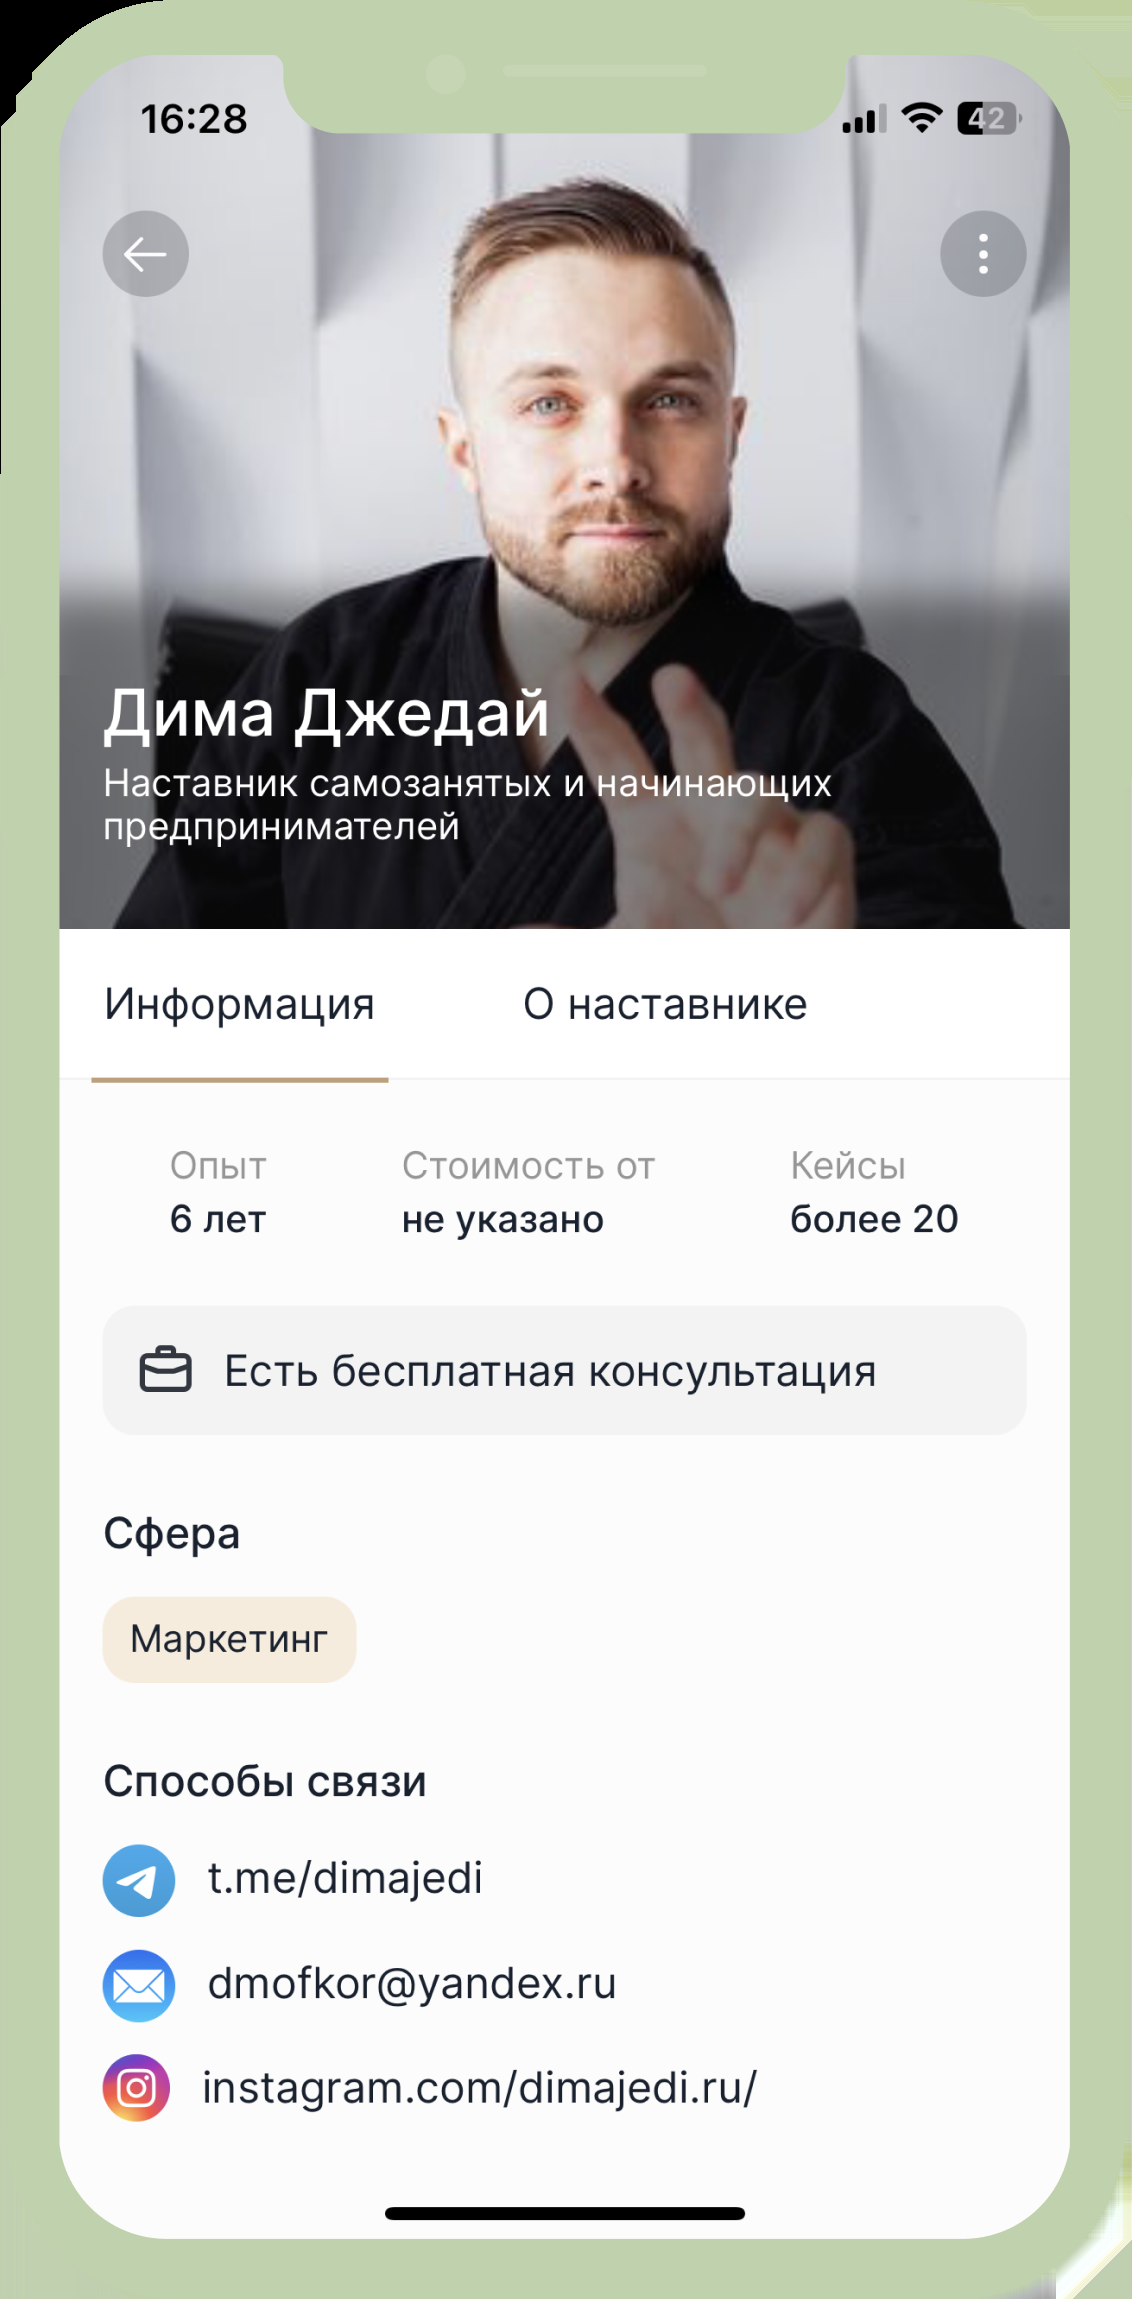 16:28
42
Дима Джедай
Наставник самозанятых и начинающих
предпринимателей
Информация О наставнике
Опыт Стоимость от Кейсы
6 лет не указано более 20
Есть бесплатная консультация
Сфера
Маркетинг
Способы связи
t.me/dimajedi
dmofkor@yandex.ru
instagram.com/dimajedi.ru/